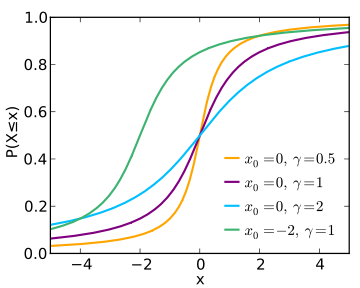 1.0
0.8
0.6
0.4
0.2
0.0
P(X≤x)
x₀ = 0, γ = 0.5
x₀ = 0, γ = 1
x₀ = 0, γ = 2
x₀ = −2, γ = 1
−4 −2 0 2 4
x